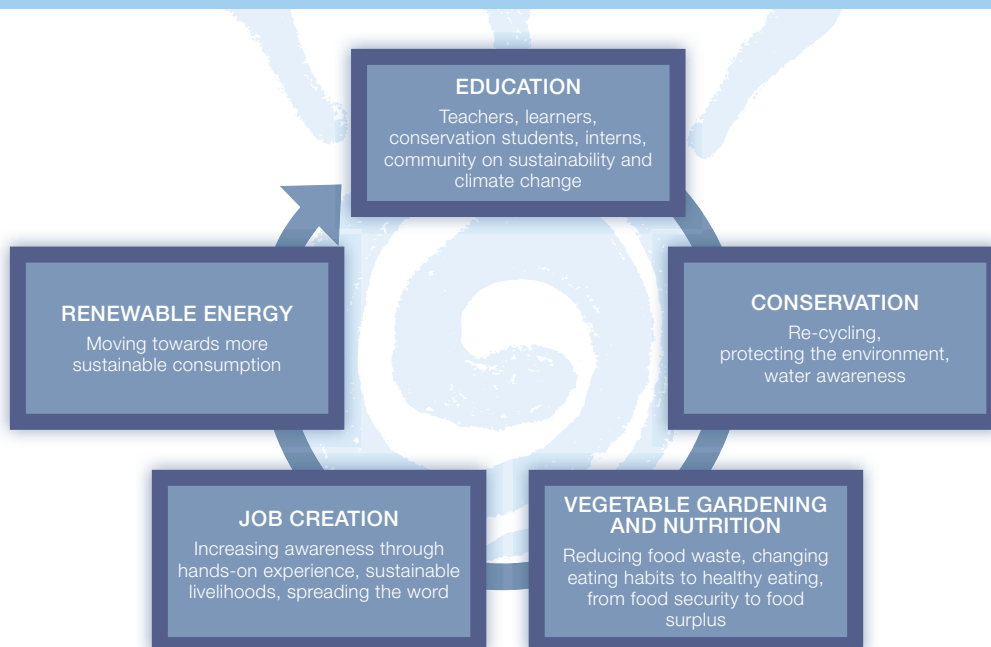 EDUCATION
Teachers, learners,
conservation students, interns,
community on sustainability and
climate change
RENEWABLE ENERGY
Moving towards more
sustainable consumption
CONSERVATION
Re-cycling,
protecting the environment,
water awareness
JOB CREATION
Increasing awareness through
hands-on experience, sustainable
livelihoods, spreading the word
VEGETABLE GARDENING
AND NUTRITION
Reducing food waste, changing
eating habits to healthy eating,
from food security to food
surplus